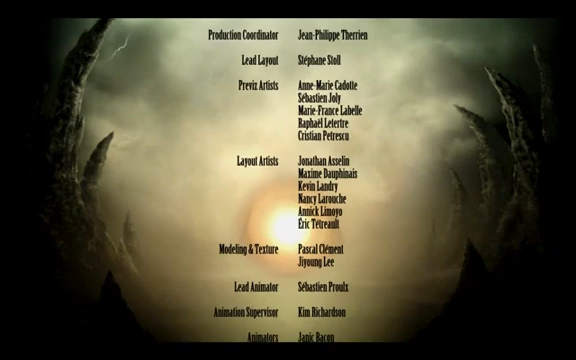 Production Coordinator Jean-Philippe Therrien
Lead Layout Stéphane Stoll
Previz Artists Anne-Marie Cadotte
Sébastien Joly
Marie-France Labelle
Raphaël Letertre
Cristian Petrescu
Layout Artists Jonathan Asselin
Maxime Dauphinais
Kevin Landry
Nancy Larouche
Annick Limoyo
Éric Tétreault
Modeling & Texture Pascal Clément
Jiyoung Lee
Lead Animator Sébastien Proulx
Animation Supervisor Kim Richardson
Animators Janic Bacon